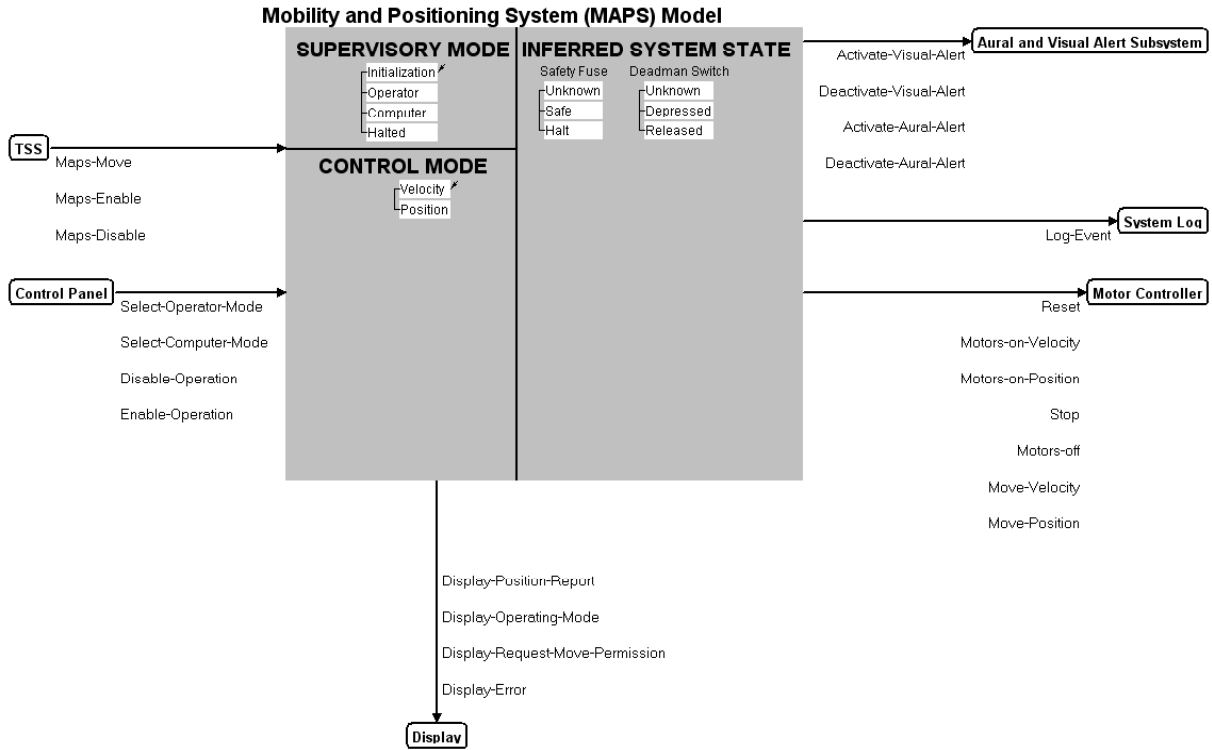 Mobility and Positioning System (MAPS) Model
SUPERVISORY MODE
Initialization
Operator
Computer
Halted
CONTROL MODE
Velocity
Position
INFERRED SYSTEM STATE
Safety Fuse
Unknown
Safe
Halt
Deadman Switch
Unknown
Depressed
Released
TSS
Maps-Move
Maps-Enable
Maps-Disable
Control Panel
Select-Operator-Mode
Select-Computer-Mode
Disable-Operation
Enable-Operation
Aural and Visual Alert Subsystem
Activate-Visual-Alert
Deactivate-Visual-Alert
Activate-Aural-Alert
Deactivate-Aural-Alert
System Log
Log-Event
Motor Controller
Reset
Motors-on-Velocity
Motors-on-Position
Stop
Motors-off
Move-Velocity
Move-Position
Display-Position-Report
Display-Operating-Mode
Display-Request-Move-Permission
Display-Error
Display